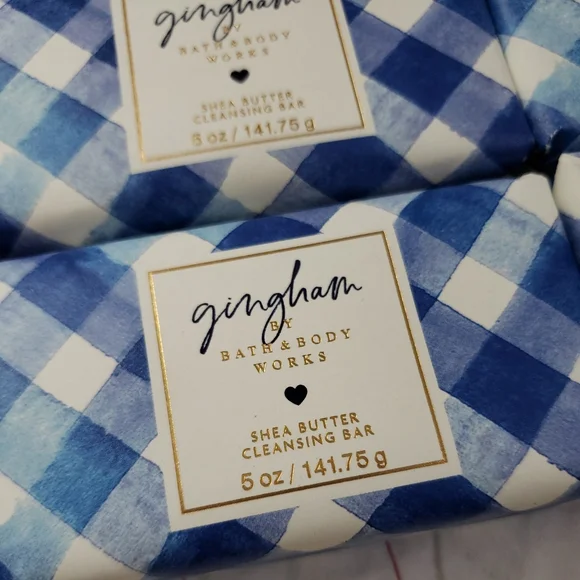 gingham
BY
BATH & BODY
WORKS
SHEA BUTTER
CLEANSING BAR
5 oz / 141.75 g
gingham
BY
BATH & BODY
WORKS
SHEA BUTTER
CLEANSING BAR
5 oz / 141.75 g